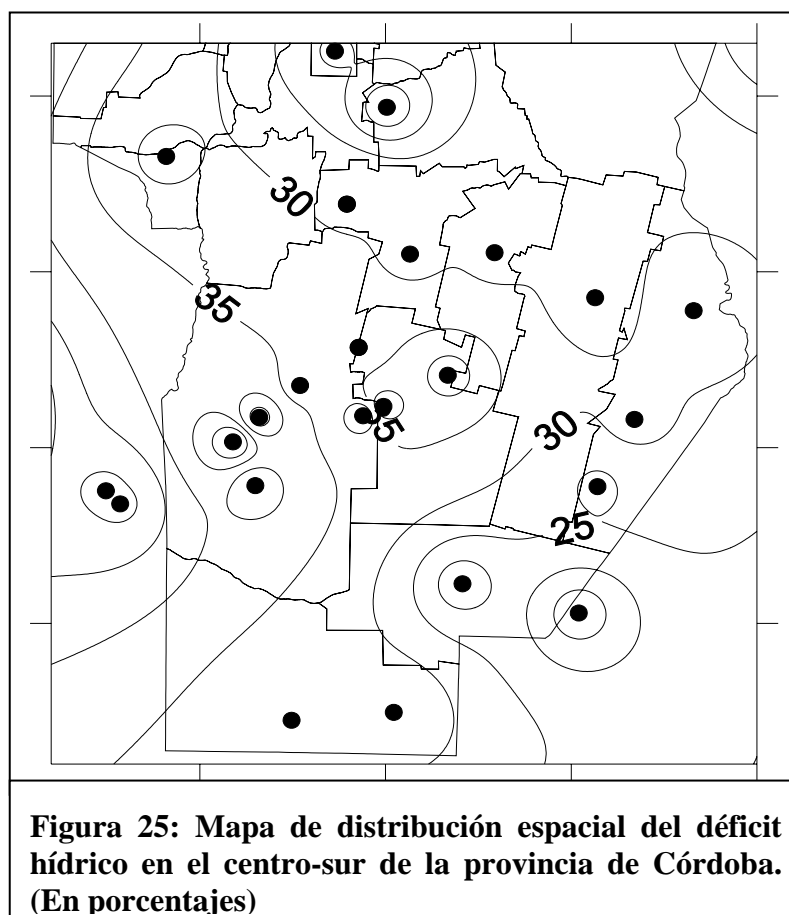 30
35
35
30
25
Figura 25: Mapa de distribución espacial del déficit
hídrico en el centro-sur de la provincia de Córdoba.
(En porcentajes)